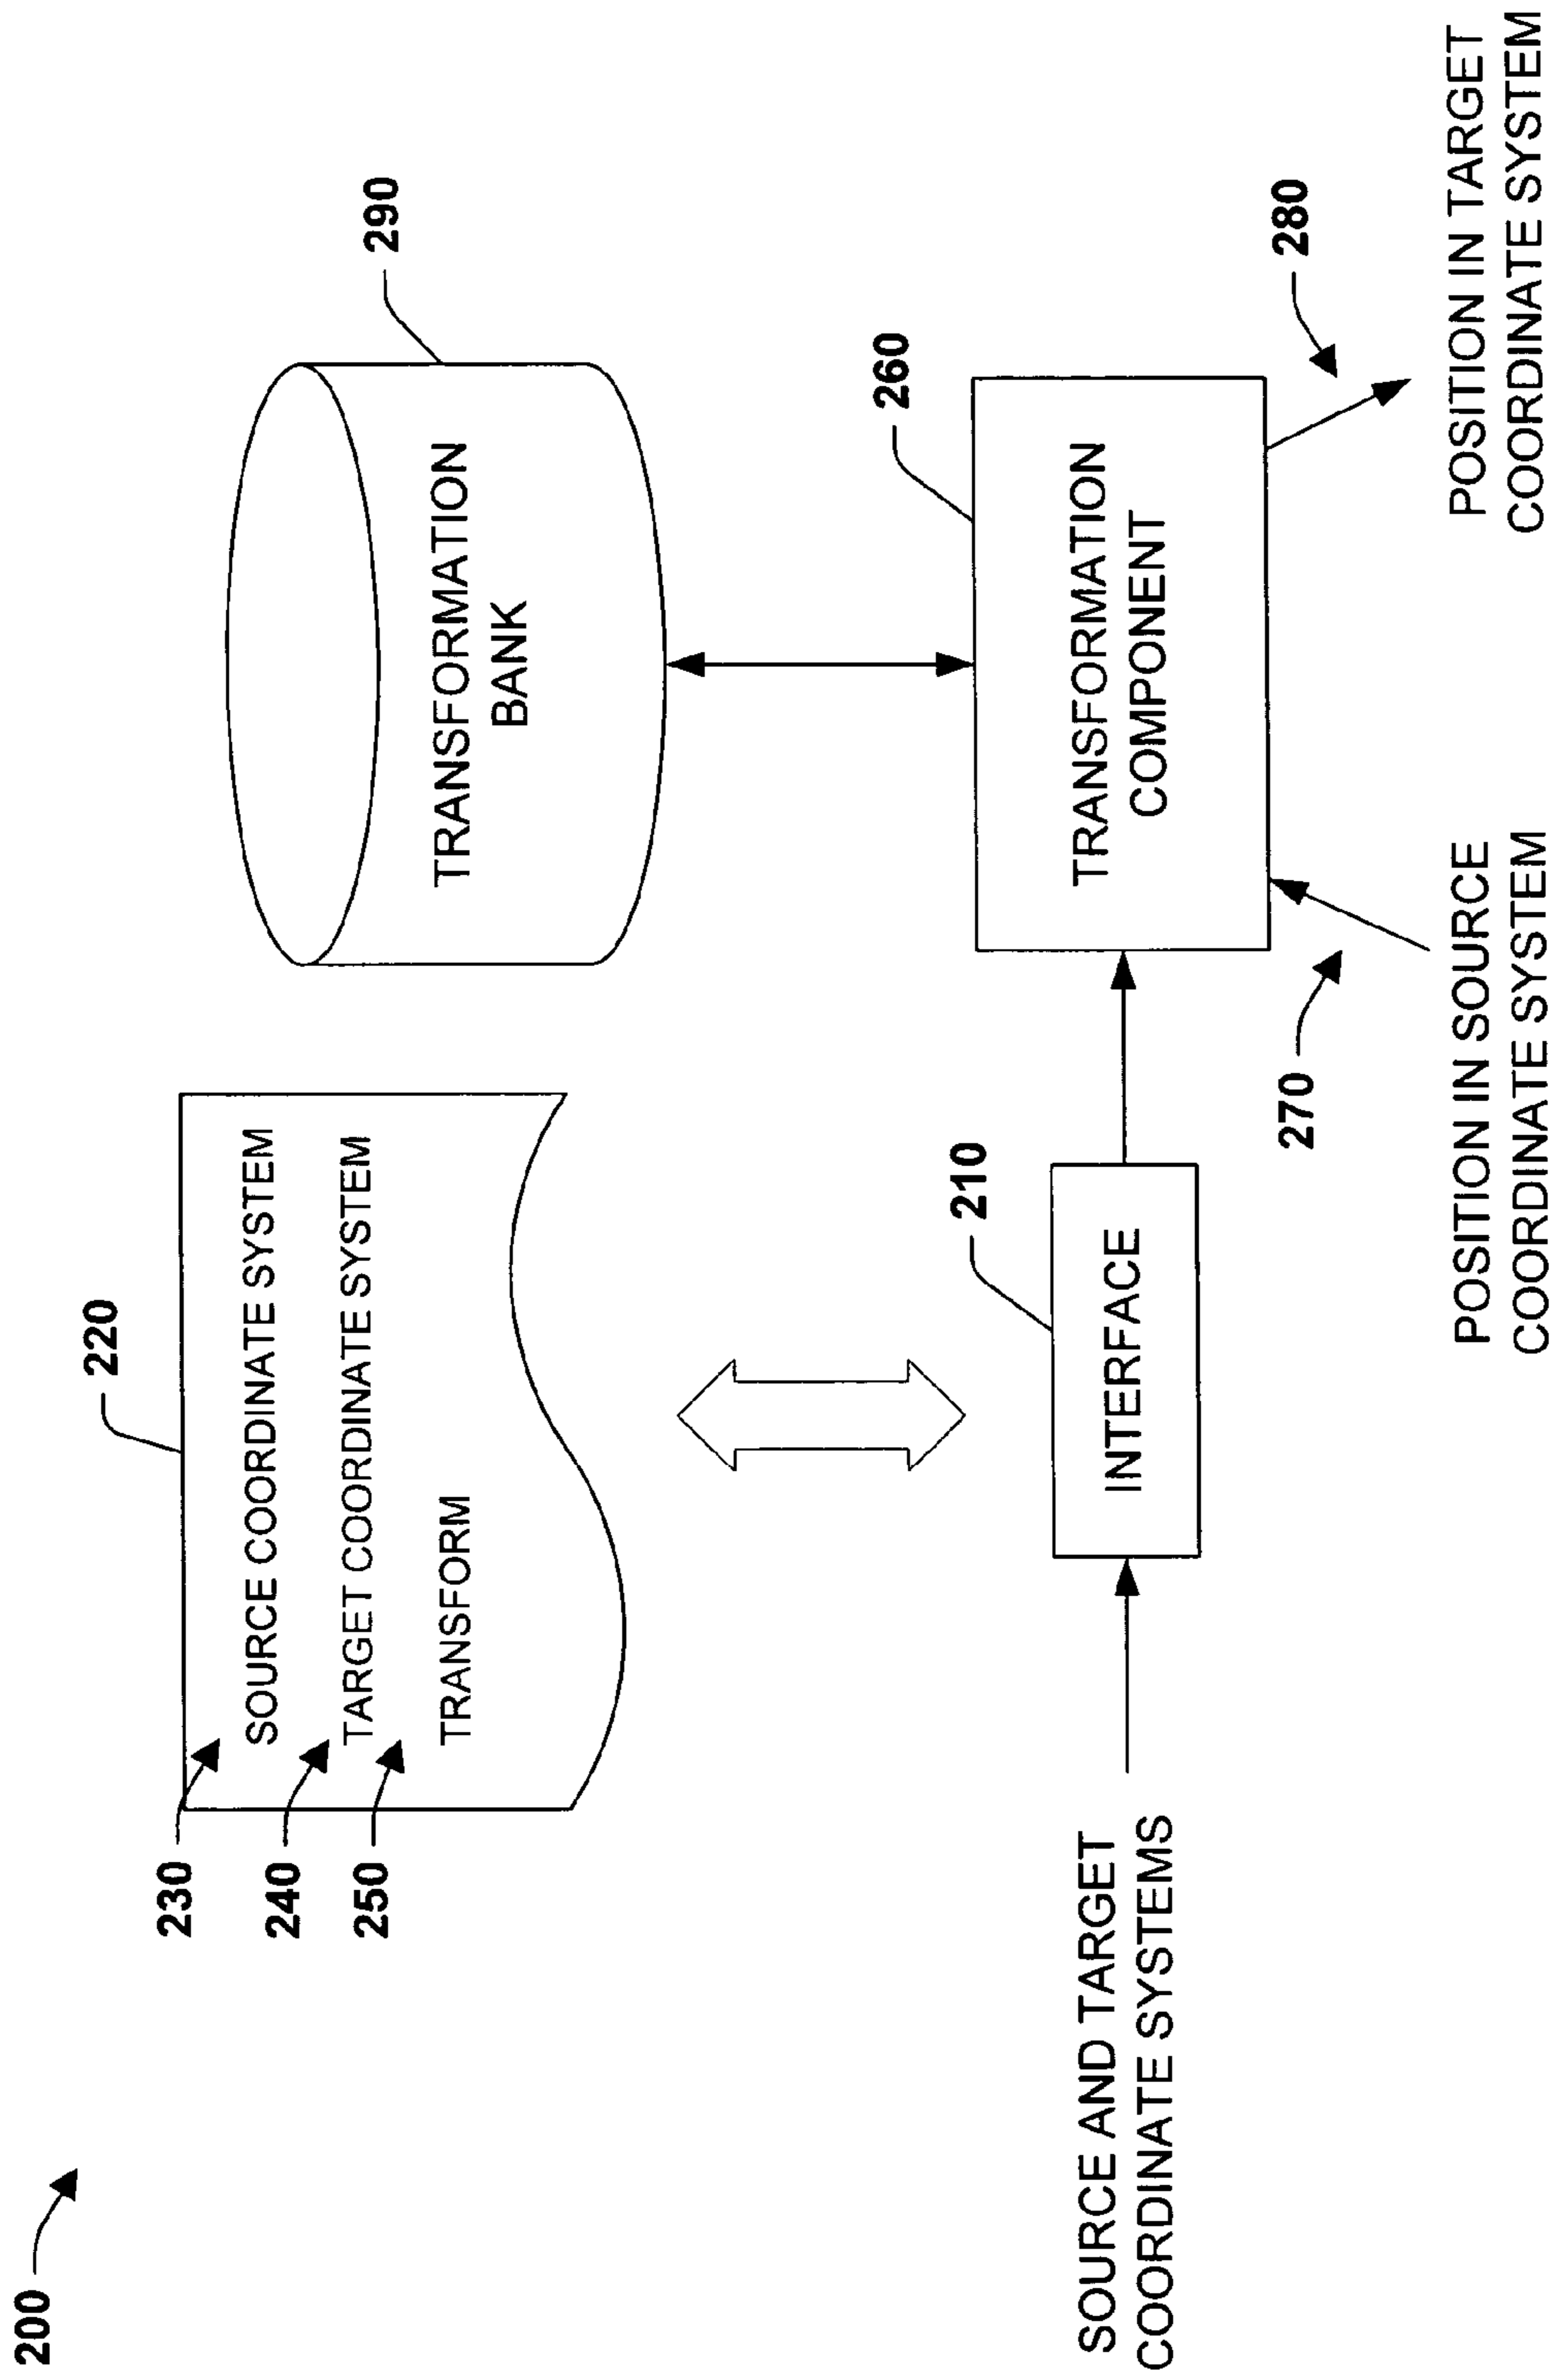 200
220
230
SOURCE COORDINATE SYSTEM
240
TARGET COORDINATE SYSTEM
250
TRANSFORM
290
TRANSFORMATION
BANK
SOURCE AND TARGET
COORDINATE SYSTEMS
210
INTERFACE
260
TRANSFORMATION
COMPONENT
270
280
POSITION IN SOURCE
COORDINATE SYSTEM
POSITION IN TARGET
COORDINATE SYSTEM